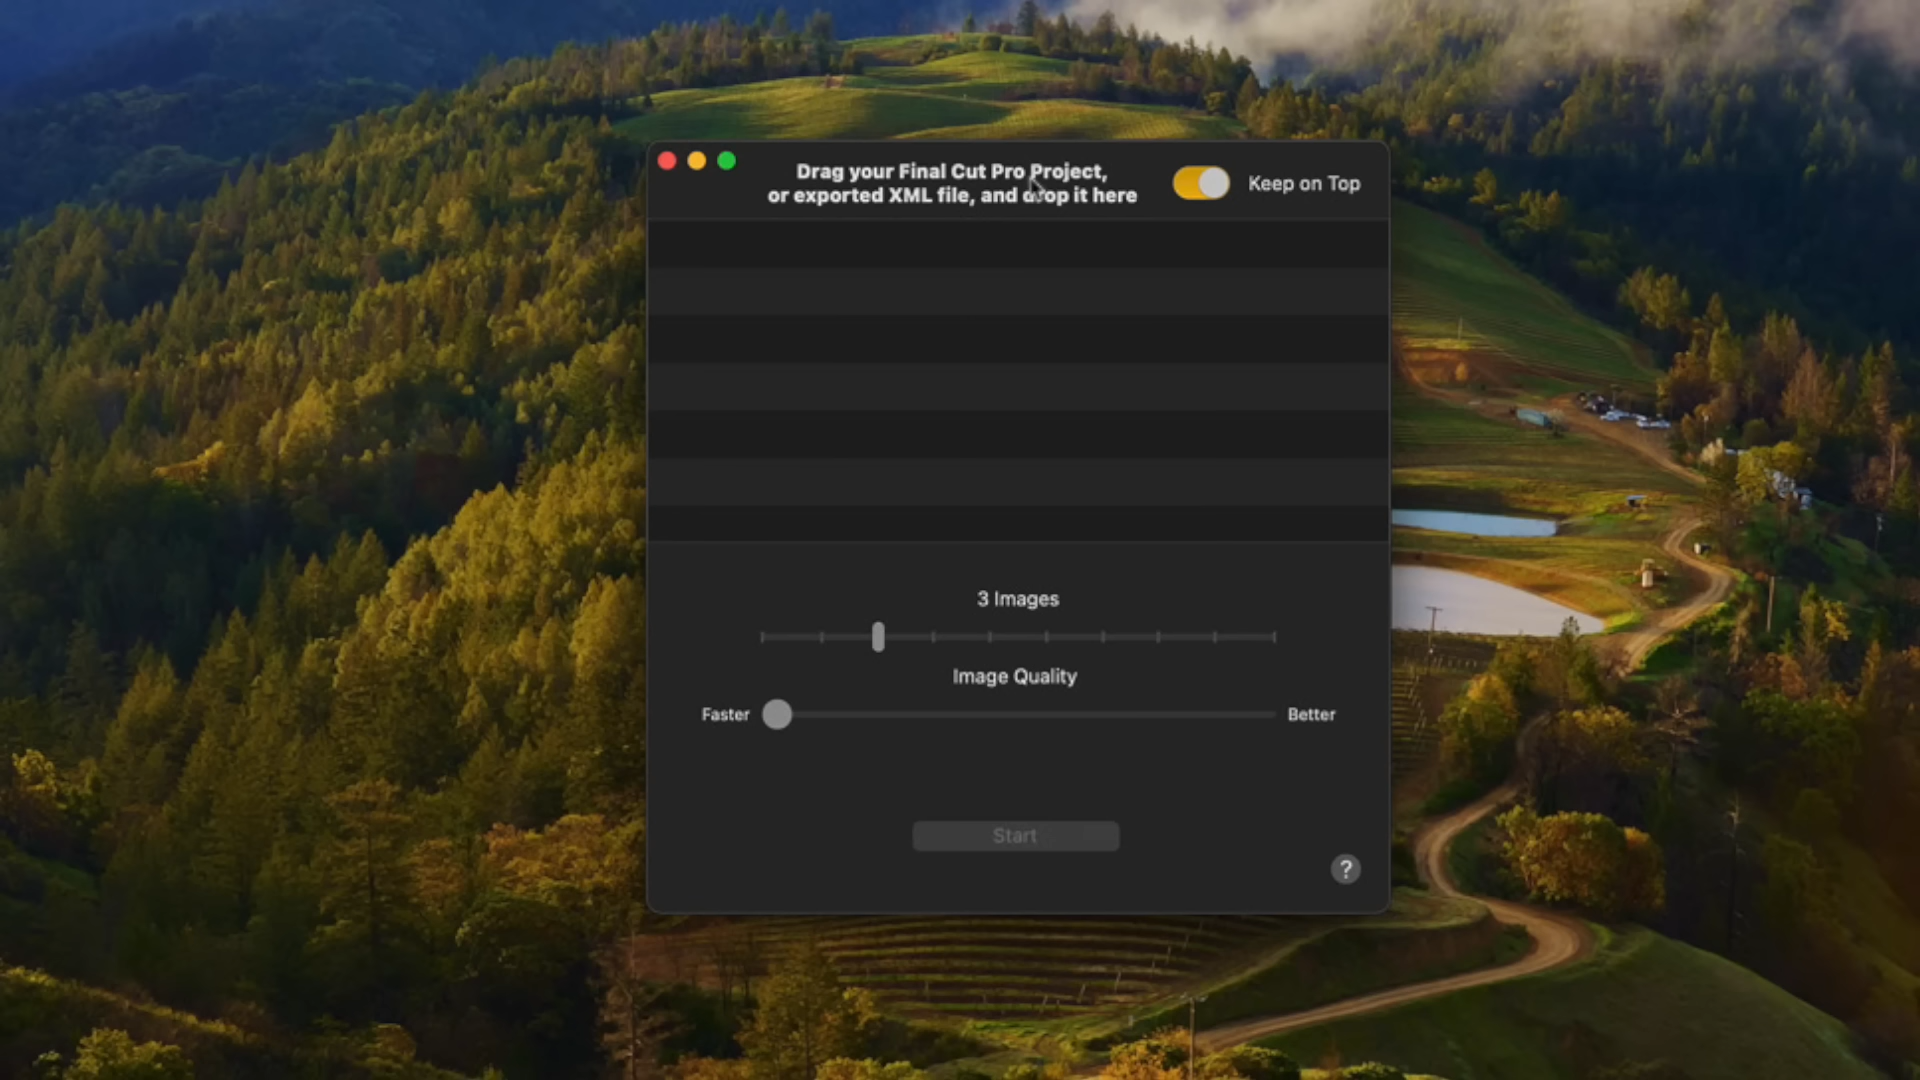 Drag your Final Cut Pro Project,
or exported XML file, and drop it here
Keep on Top
3 Images
Image Quality
Faster
Better
Start
?